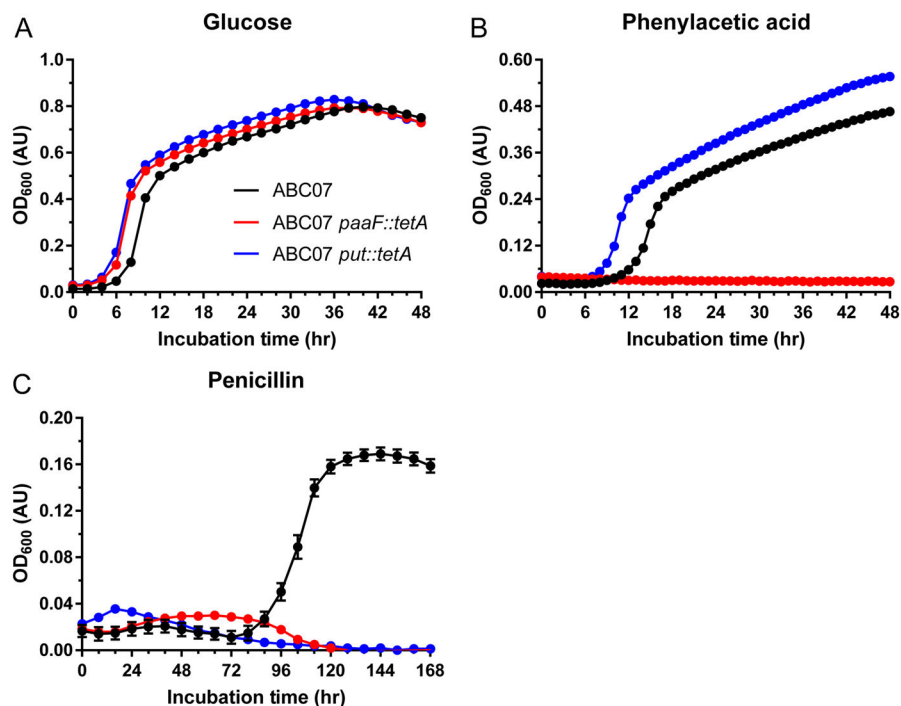 A
Glucose
OD600 (AU)
1.0
0.8
0.6
0.4
0.2
0.0
ABC07
ABC07 paaF::tetA
ABC07 put::tetA
0 6 12 18 24 30 36 42 48
Incubation time (hr)
B
Phenylacetic acid
OD600 (AU)
0.60
0.48
0.36
0.24
0.12
0.00
0 6 12 18 24 30 36 42 48
Incubation time (hr)
C
Penicillin
OD600 (AU)
0.20
0.16
0.12
0.08
0.04
0.00
0 24 48 72 96 120 144 168
Incubation time (hr)